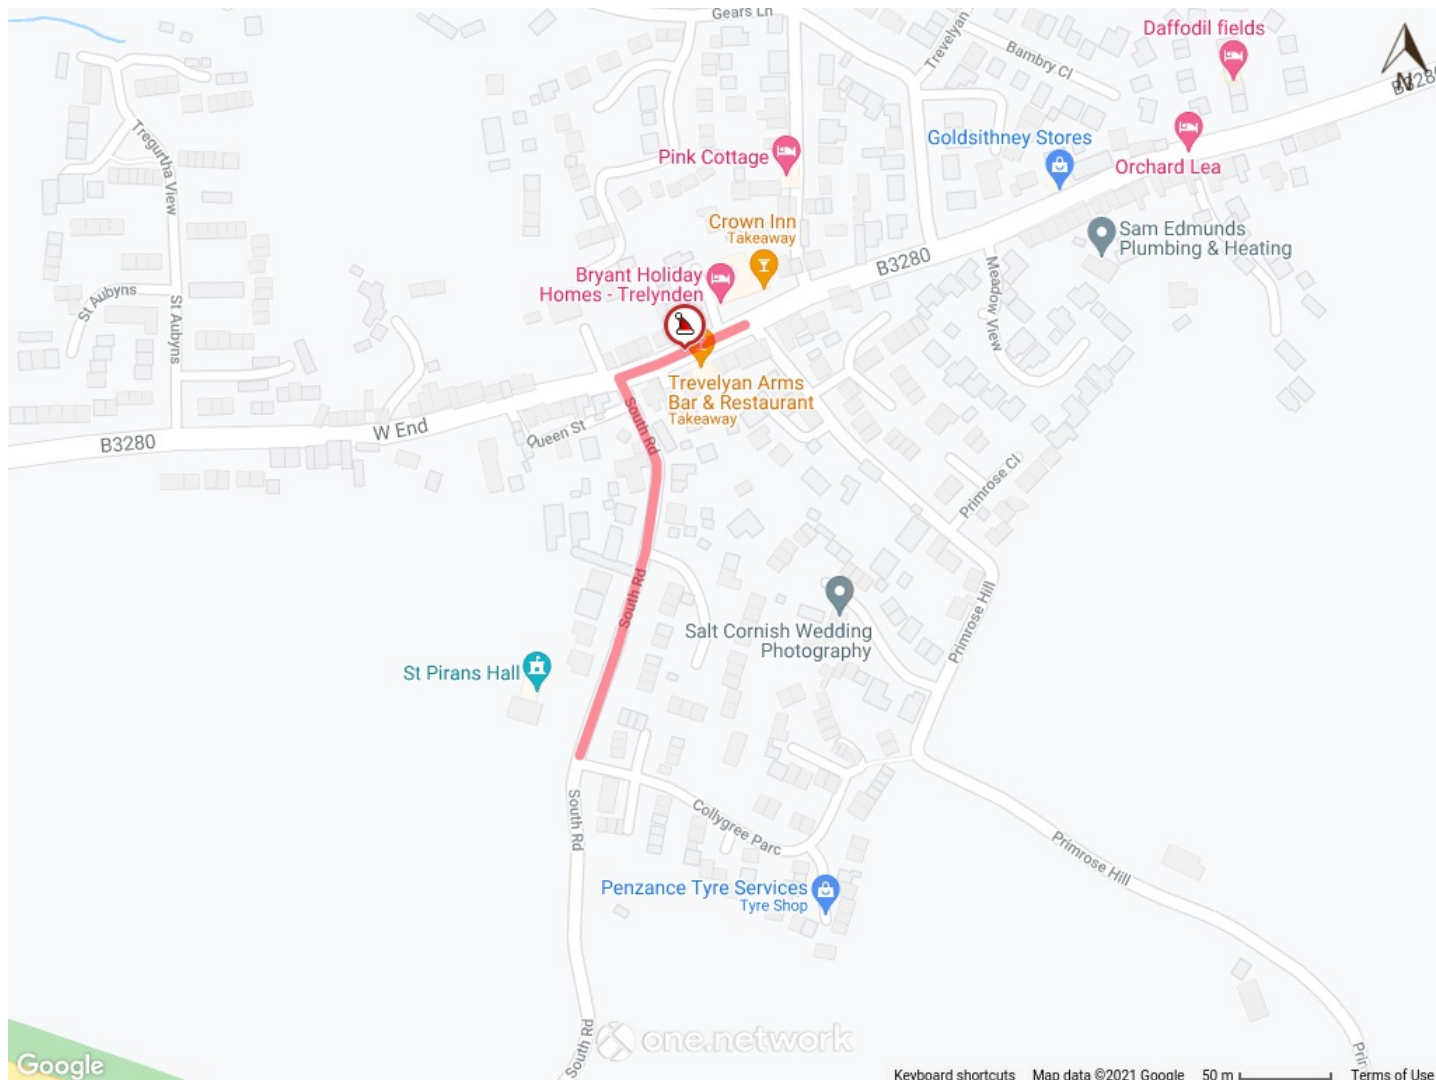 Gears Ln
Trevelyan
Bambry Cl
Daffodil fields
N
Goldsithney Stores
Orchard Lea
Pink Cottage
Tregurtha View
Crown Inn
Takeaway
B3280
Sam Edmunds
Plumbing & Heating
Bryant Holiday
Homes - Trelynden
Meadow View
St Aubyns
St Aubyns
Trevelyan Arms
Bar & Restaurant
Takeaway
B3280
W End
Queen St
South Rd
Primrose Cl
South Rd
Primrose Hill
Salt Cornish Wedding
Photography
St Pirans Hall
South Rd
Collygree Parc
Primrose Hill
Penzance Tyre Services
Tyre Shop
South Rd
one.network
Google
Keyboard shortcuts
Map data ©2021 Google
50 m
Terms of Use